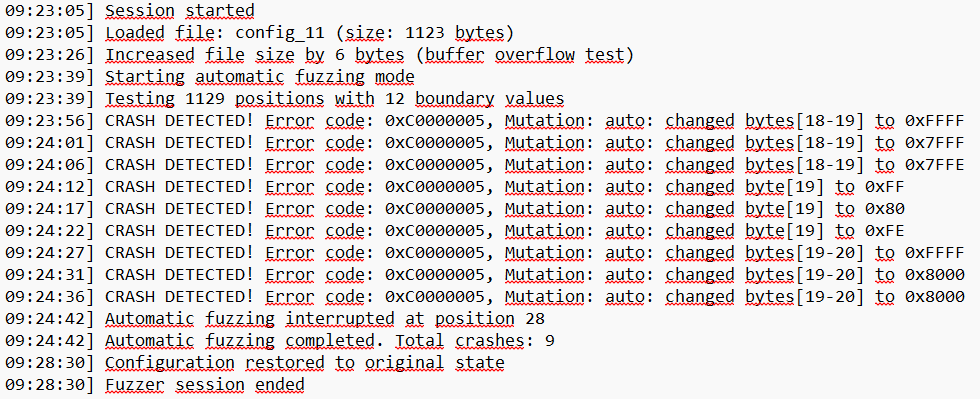 09:23:05] Session started
09:23:05] Loaded file: config_11 (size: 1123 bytes)
09:23:26] Increased file size by 6 bytes (buffer overflow test)
09:23:39] Starting automatic fuzzing mode
09:23:39] Testing 1129 positions with 12 boundary values
09:23:56] CRASH DETECTED! Error code: 0xC0000005, Mutation: auto: changed bytes[18-19] to 0xFFFF
09:24:01] CRASH DETECTED! Error code: 0xC0000005, Mutation: auto: changed bytes[18-19] to 0x7FFF
09:24:06] CRASH DETECTED! Error code: 0xC0000005, Mutation: auto: changed bytes[18-19] to 0x7FFE
09:24:12] CRASH DETECTED! Error code: 0xC0000005, Mutation: auto: changed byte[19] to 0xFF
09:24:17] CRASH DETECTED! Error code: 0xC0000005, Mutation: auto: changed byte[19] to 0x80
09:24:22] CRASH DETECTED! Error code: 0xC0000005, Mutation: auto: changed byte[19] to 0xFE
09:24:27] CRASH DETECTED! Error code: 0xC0000005, Mutation: auto: changed bytes[19-20] to 0xFFFF
09:24:31] CRASH DETECTED! Error code: 0xC0000005, Mutation: auto: changed bytes[19-20] to 0x8000
09:24:36] CRASH DETECTED! Error code: 0xC0000005, Mutation: auto: changed bytes[19-20] to 0x8000
09:24:42] Automatic fuzzing interrupted at position 28
09:24:42] Automatic fuzzing completed. Total crashes: 9
09:28:30] Configuration restored to original state
09:28:30] Fuzzer session ended